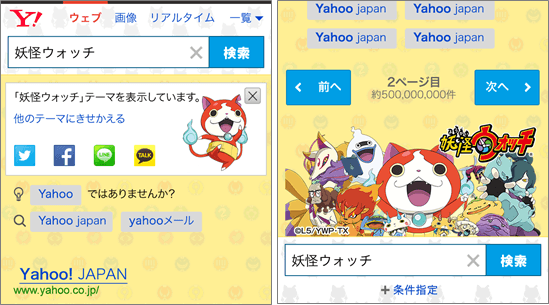 Y!
ウェブ 画像 リアルタイム 一覧
妖怪ウォッチ
検索
「妖怪ウォッチ」テーマを表示しています。
他のテーマにきせかえる
LINE
TALK
Yahoo ではありませんか?
Yahoo japan yahooメール
Yahoo! JAPAN
www.yahoo.co.jp/
Yahoo japan Yahoo japan
Yahoo japan Yahoo japan
前へ
2ページ目
約500,000,000件
次へ
妖怪ウォッチ
©L5/YWP・TX
妖怪ウォッチ
検索
条件指定